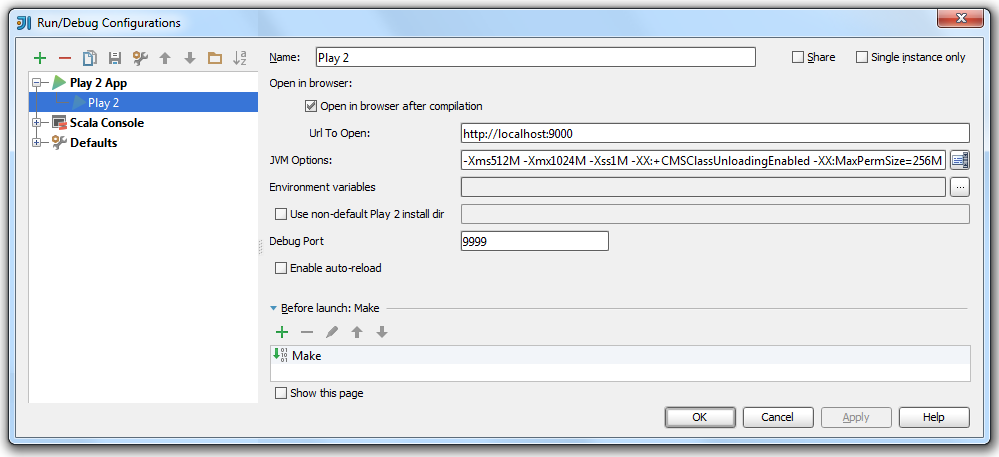 Run/Debug Configurations
Name: Play 2 Share Single instance only
Play 2 App
Play 2
Scala Console
Defaults
Open in browser:
Open in browser after compilation
Url To Open: http://localhost:9000
JVM Options: -Xms512M -Xmx1024M -Xss1M -XX:+CMSClassUnloadingEnabled -XX:MaxPermSize=256M
Environment variables ...
Use non-default Play 2 install dir
Debug Port 9999
Enable auto-reload
Before launch: Make
Make
Show this page
OK Cancel Apply Help